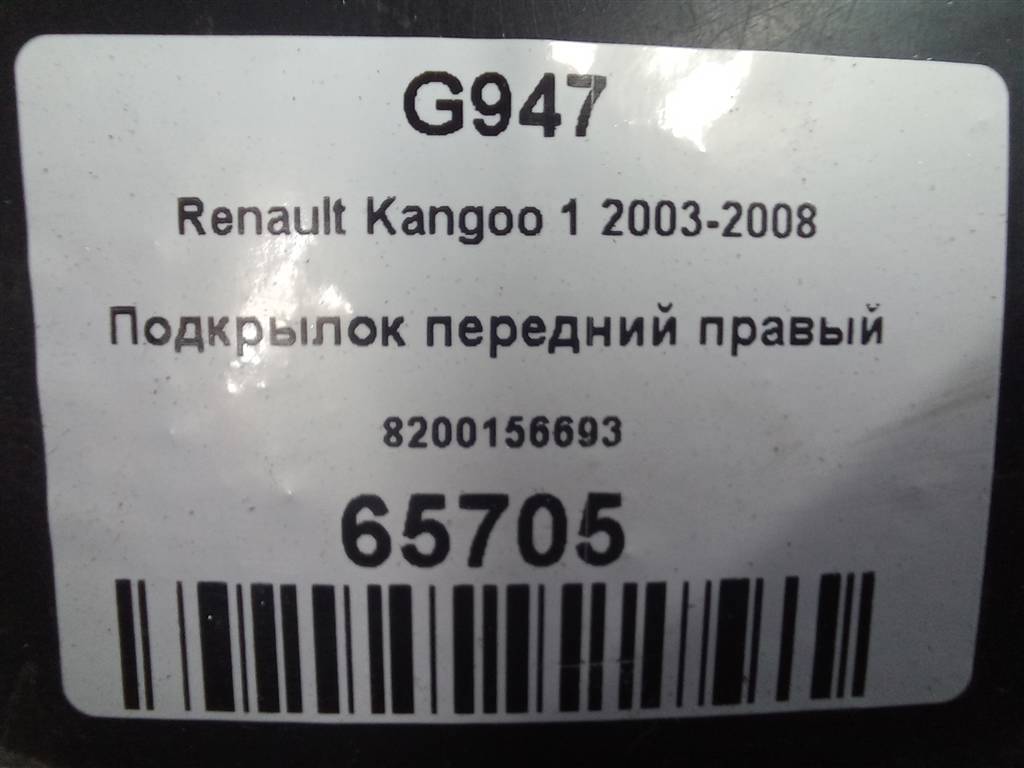 G947
Renault Kangoo 1 2003-2008
Подкрылок передний правый
8200156693
65705